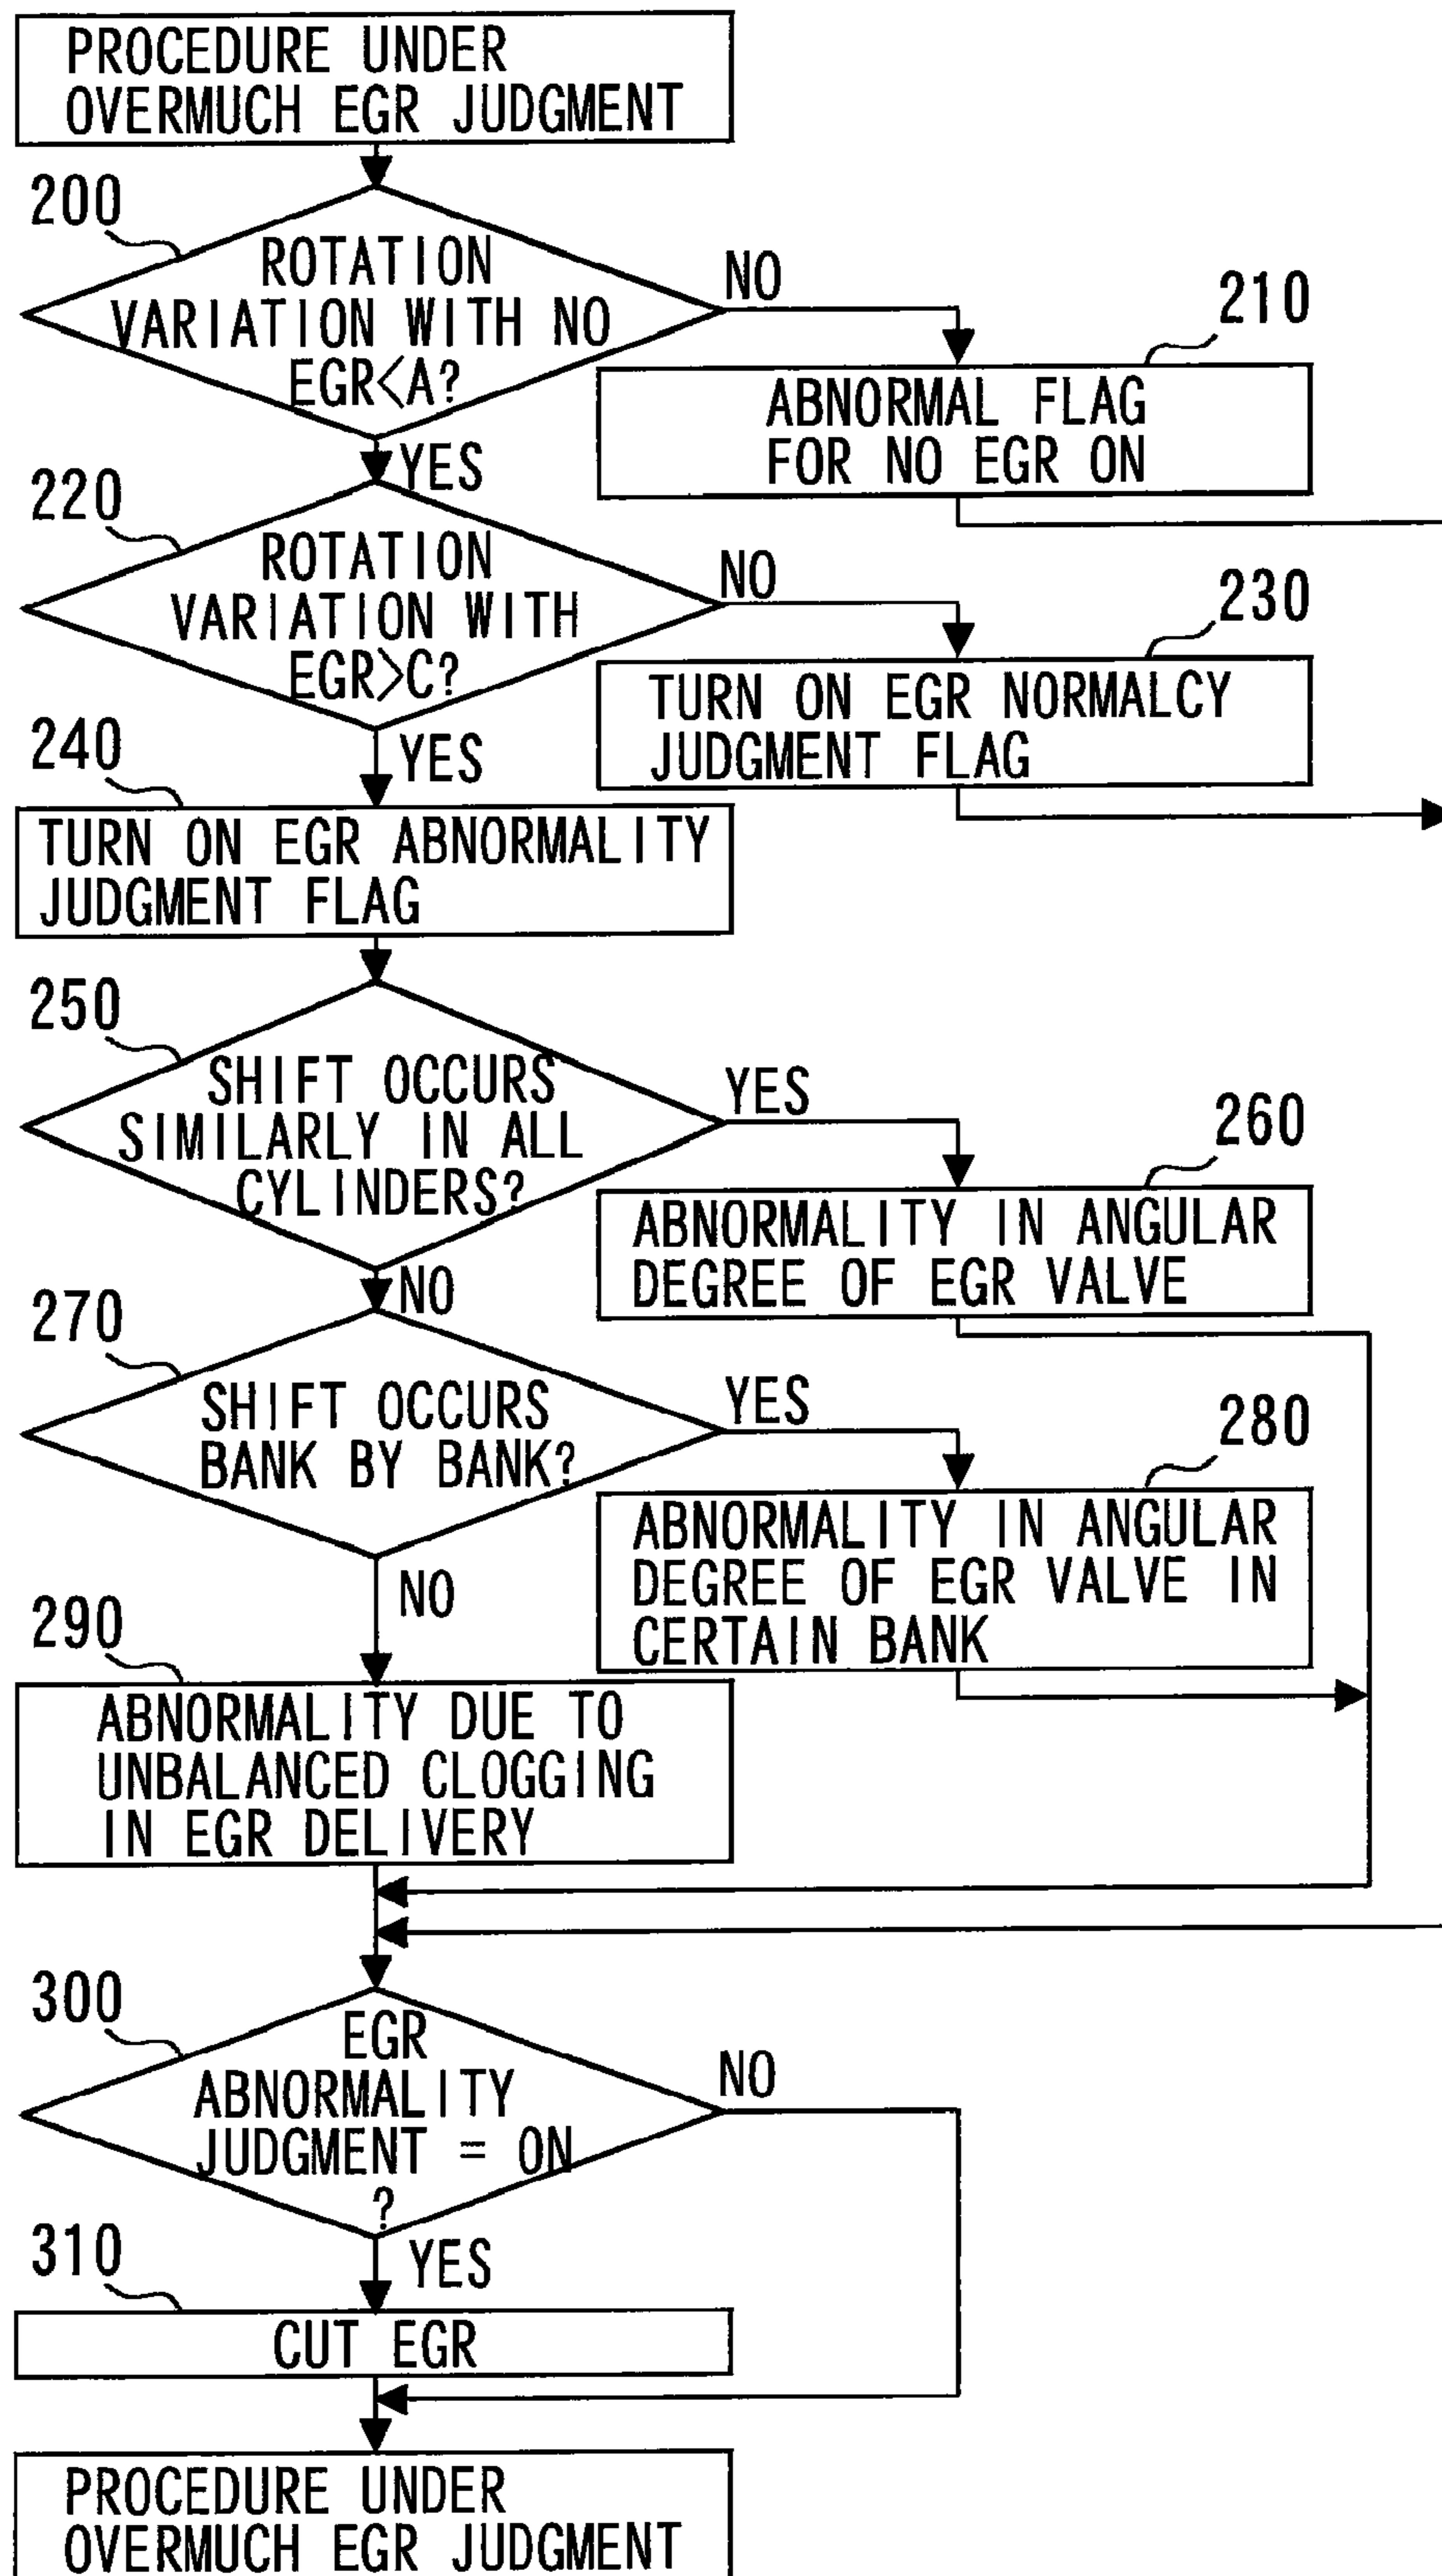 PROCEDURE UNDER
OVERMUCH EGR JUDGMENT
200
ROTATION
VARIATION WITH NO
EGR<A?
NO
210
ABNORMAL FLAG
FOR NO EGR ON
YES
220
ROTATION
VARIATION WITH
EGR>C?
NO
230
TURN ON EGR NORMALCY
JUDGMENT FLAG
YES
240
TURN ON EGR ABNORMALITY
JUDGMENT FLAG
250
SHIFT OCCURS
SIMILARLY IN ALL
CYLINDERS?
YES
260
ABNORMALITY IN ANGULAR
DEGREE OF EGR VALVE
NO
270
SHIFT OCCURS
BANK BY BANK?
YES
280
ABNORMALITY IN ANGULAR
DEGREE OF EGR VALVE IN
CERTAIN BANK
NO
290
ABNORMALITY DUE TO
UNBALANCED CLOGGING
IN EGR DELIVERY
300
EGR
ABNORMALITY
JUDGMENT = ON
?
NO
YES
310
CUT EGR
PROCEDURE UNDER
OVERMUCH EGR JUDGMENT